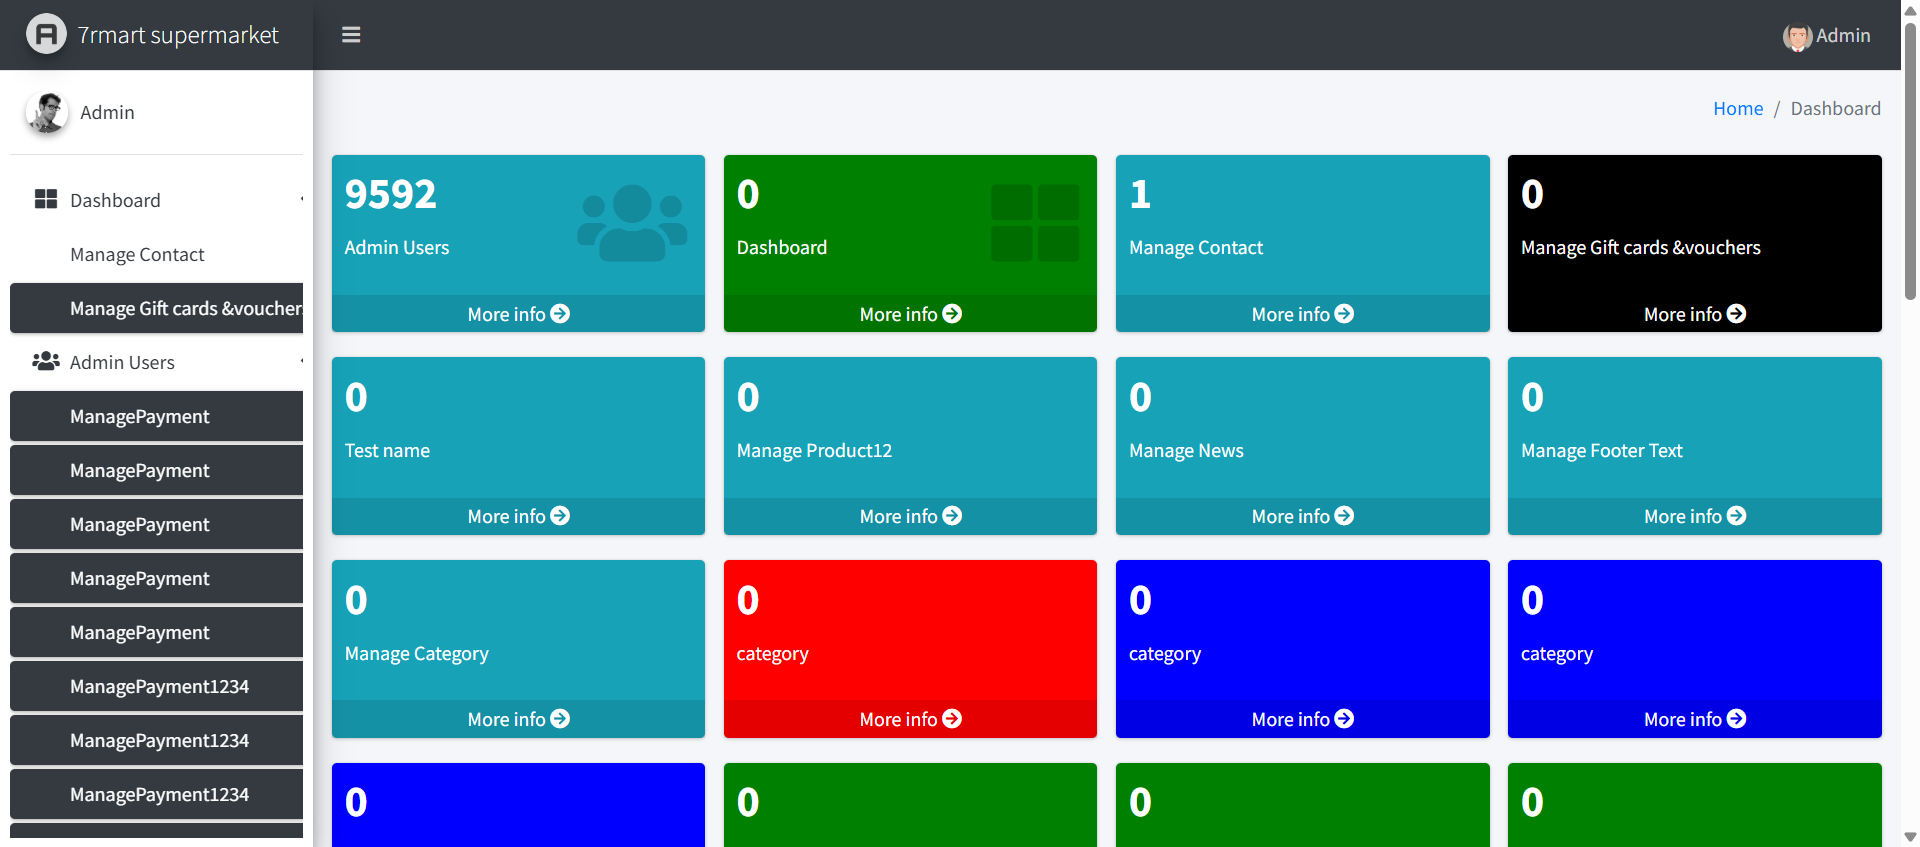 7rmart supermarket
Admin
Admin
Home / Dashboard
Dashboard
Manage Contact
Manage Gift cards &voucher
Admin Users
ManagePayment
ManagePayment
ManagePayment
ManagePayment
ManagePayment
ManagePayment1234
ManagePayment1234
ManagePayment1234
9592
Admin Users
More info
0
Dashboard
More info
1
Manage Contact
More info
0
Manage Gift cards &vouchers
More info
0
Test name
More info
0
Manage Product12
More info
0
Manage News
More info
0
Manage Footer Text
More info
0
Manage Category
More info
0
category
More info
0
category
More info
0
category
More info
0
0
0
0